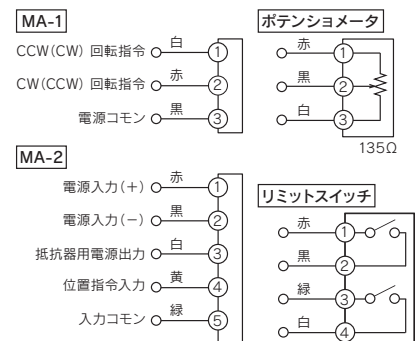 MA-1
CCW(CW) 回転指令 白 1
CW(CCW) 回転指令 赤 2
電源コモン 黒 3
MA-2
電源入力(+) 赤 1
電源入力(−) 黒 2
抵抗器用電源出力 白 3
位置指令入力 黄 4
入力コモン 緑 5
ポテンショメータ
赤 1
黒 2
白 3
135Ω
リミットスイッチ
赤 1
黒 2
緑 3
白 4